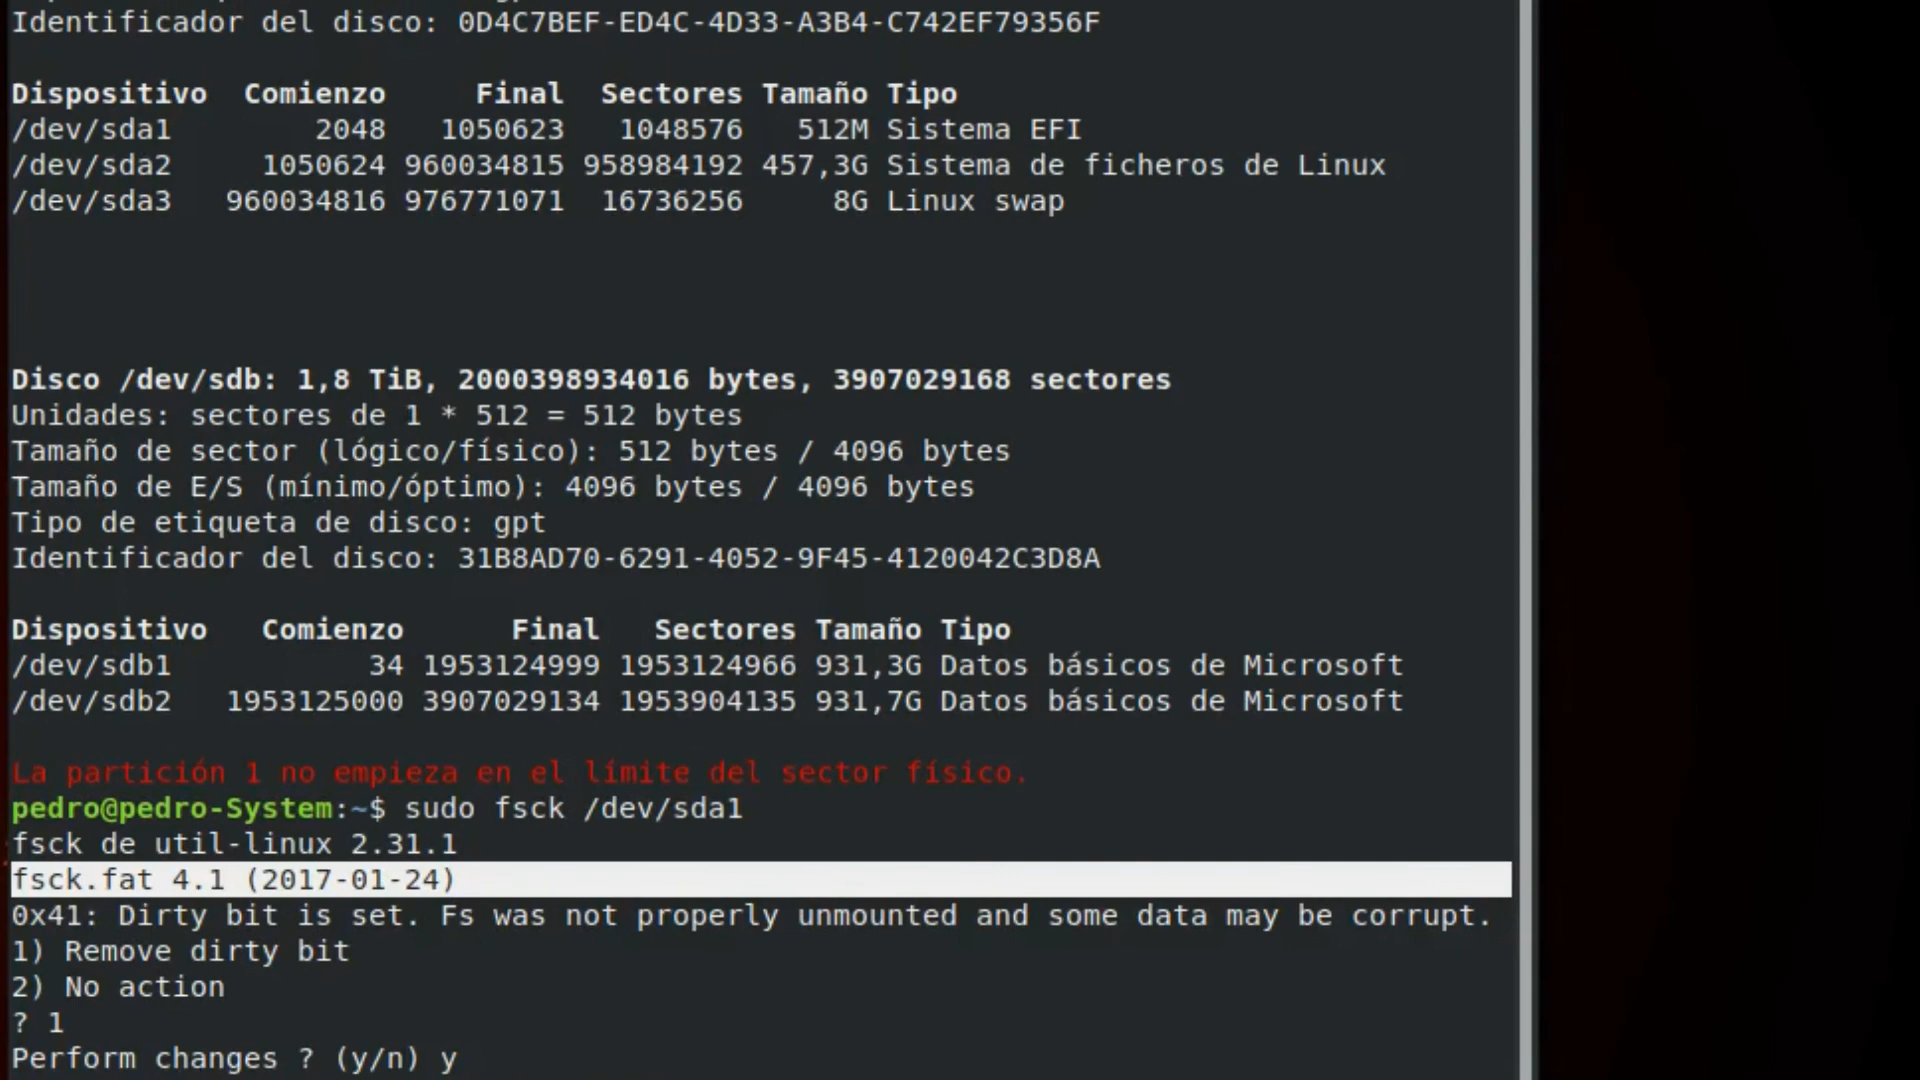 Identificador del disco: 0D4C7BEF-ED4C-4D33-A3B4-C742EF79356F
Dispositivo Comienzo Final Sectores Tamaño Tipo
/dev/sda1 2048 1050623 1048576 512M Sistema EFI
/dev/sda2 1050624 960034815 958984192 457,3G Sistema de ficheros de Linux
/dev/sda3 960034816 976771071 16736256 8G Linux swap
Disco /dev/sdb: 1,8 TiB, 2000398934016 bytes, 3907029168 sectores
Unidades: sectores de 1 * 512 = 512 bytes
Tamaño de sector (lógico/físico): 512 bytes / 4096 bytes
Tamaño de E/S (mínimo/óptimo): 4096 bytes / 4096 bytes
Tipo de etiqueta de disco: gpt
Identificador del disco: 31B8AD70-6291-4052-9F45-4120042C3D8A
Dispositivo Comienzo Final Sectores Tamaño Tipo
/dev/sdb1 34 1953124999 1953124966 931,3G Datos básicos de Microsoft
/dev/sdb2 1953125000 3907029134 1953904135 931,7G Datos básicos de Microsoft
La partición 1 no empieza en el límite del sector físico.
pedro@pedro-System:~$ sudo fsck /dev/sda1
fsck de util-linux 2.31.1
fsck.fat 4.1 (2017-01-24)
0x41: Dirty bit is set. Fs was not properly unmounted and some data may be corrupt.
1) Remove dirty bit
2) No action
? 1
Perform changes ? (y/n) y